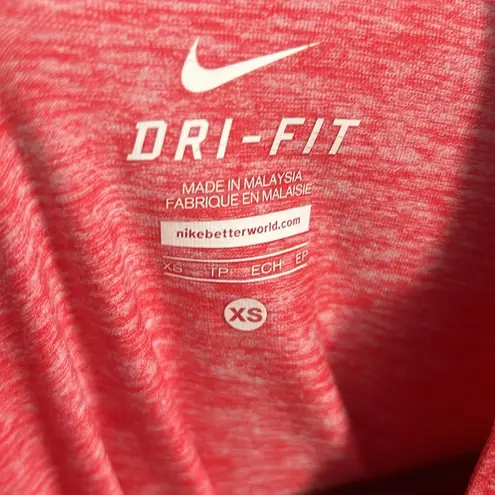 DRI-FIT
MADE IN MALAYSIA
FABRIQUE EN MALAISIE
nikebetterworld.com
XS TP ECH EP
XS